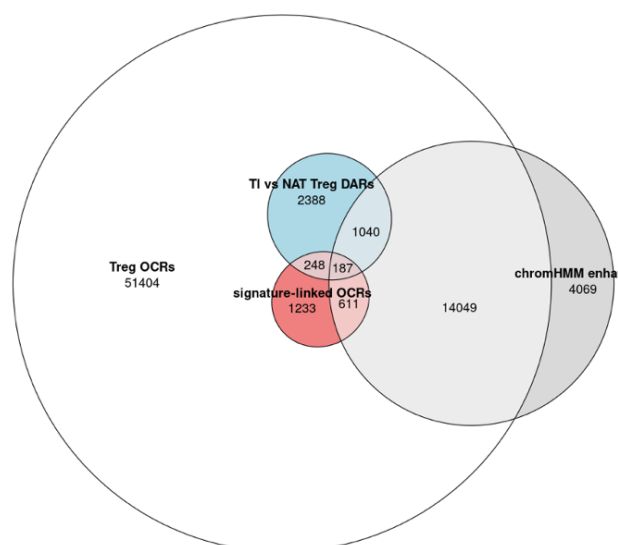 TI vs NAT Treg DARs
2388
1040
Treg OCRs
51404
248
187
chromHMM enha
4069
signature-linked OCRs
1233
611
14049